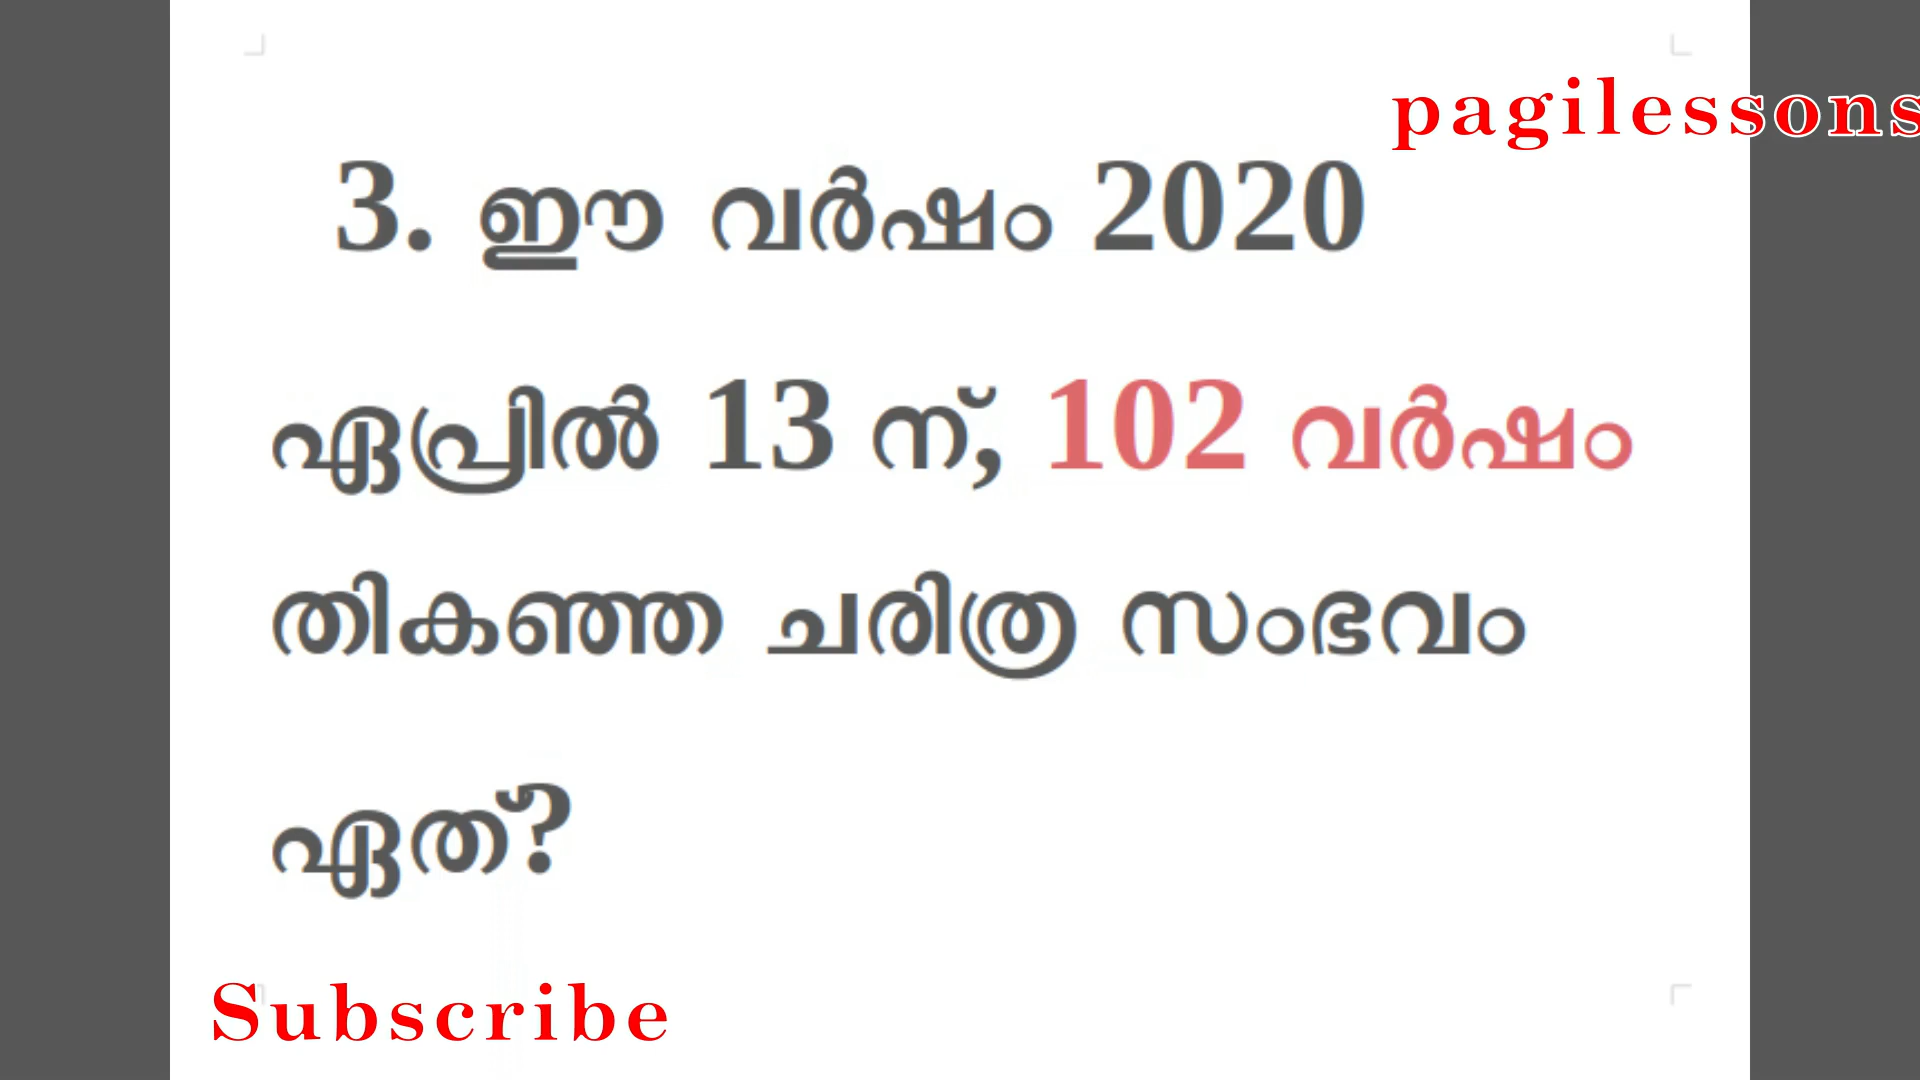 pagilessons
3. ഈ വർഷം 2020
ഏപ്രിൽ 13 ന്, 102 വർഷം
തികഞ്ഞ ചരിത്ര സംഭവം
ഏത്?
Subscribe